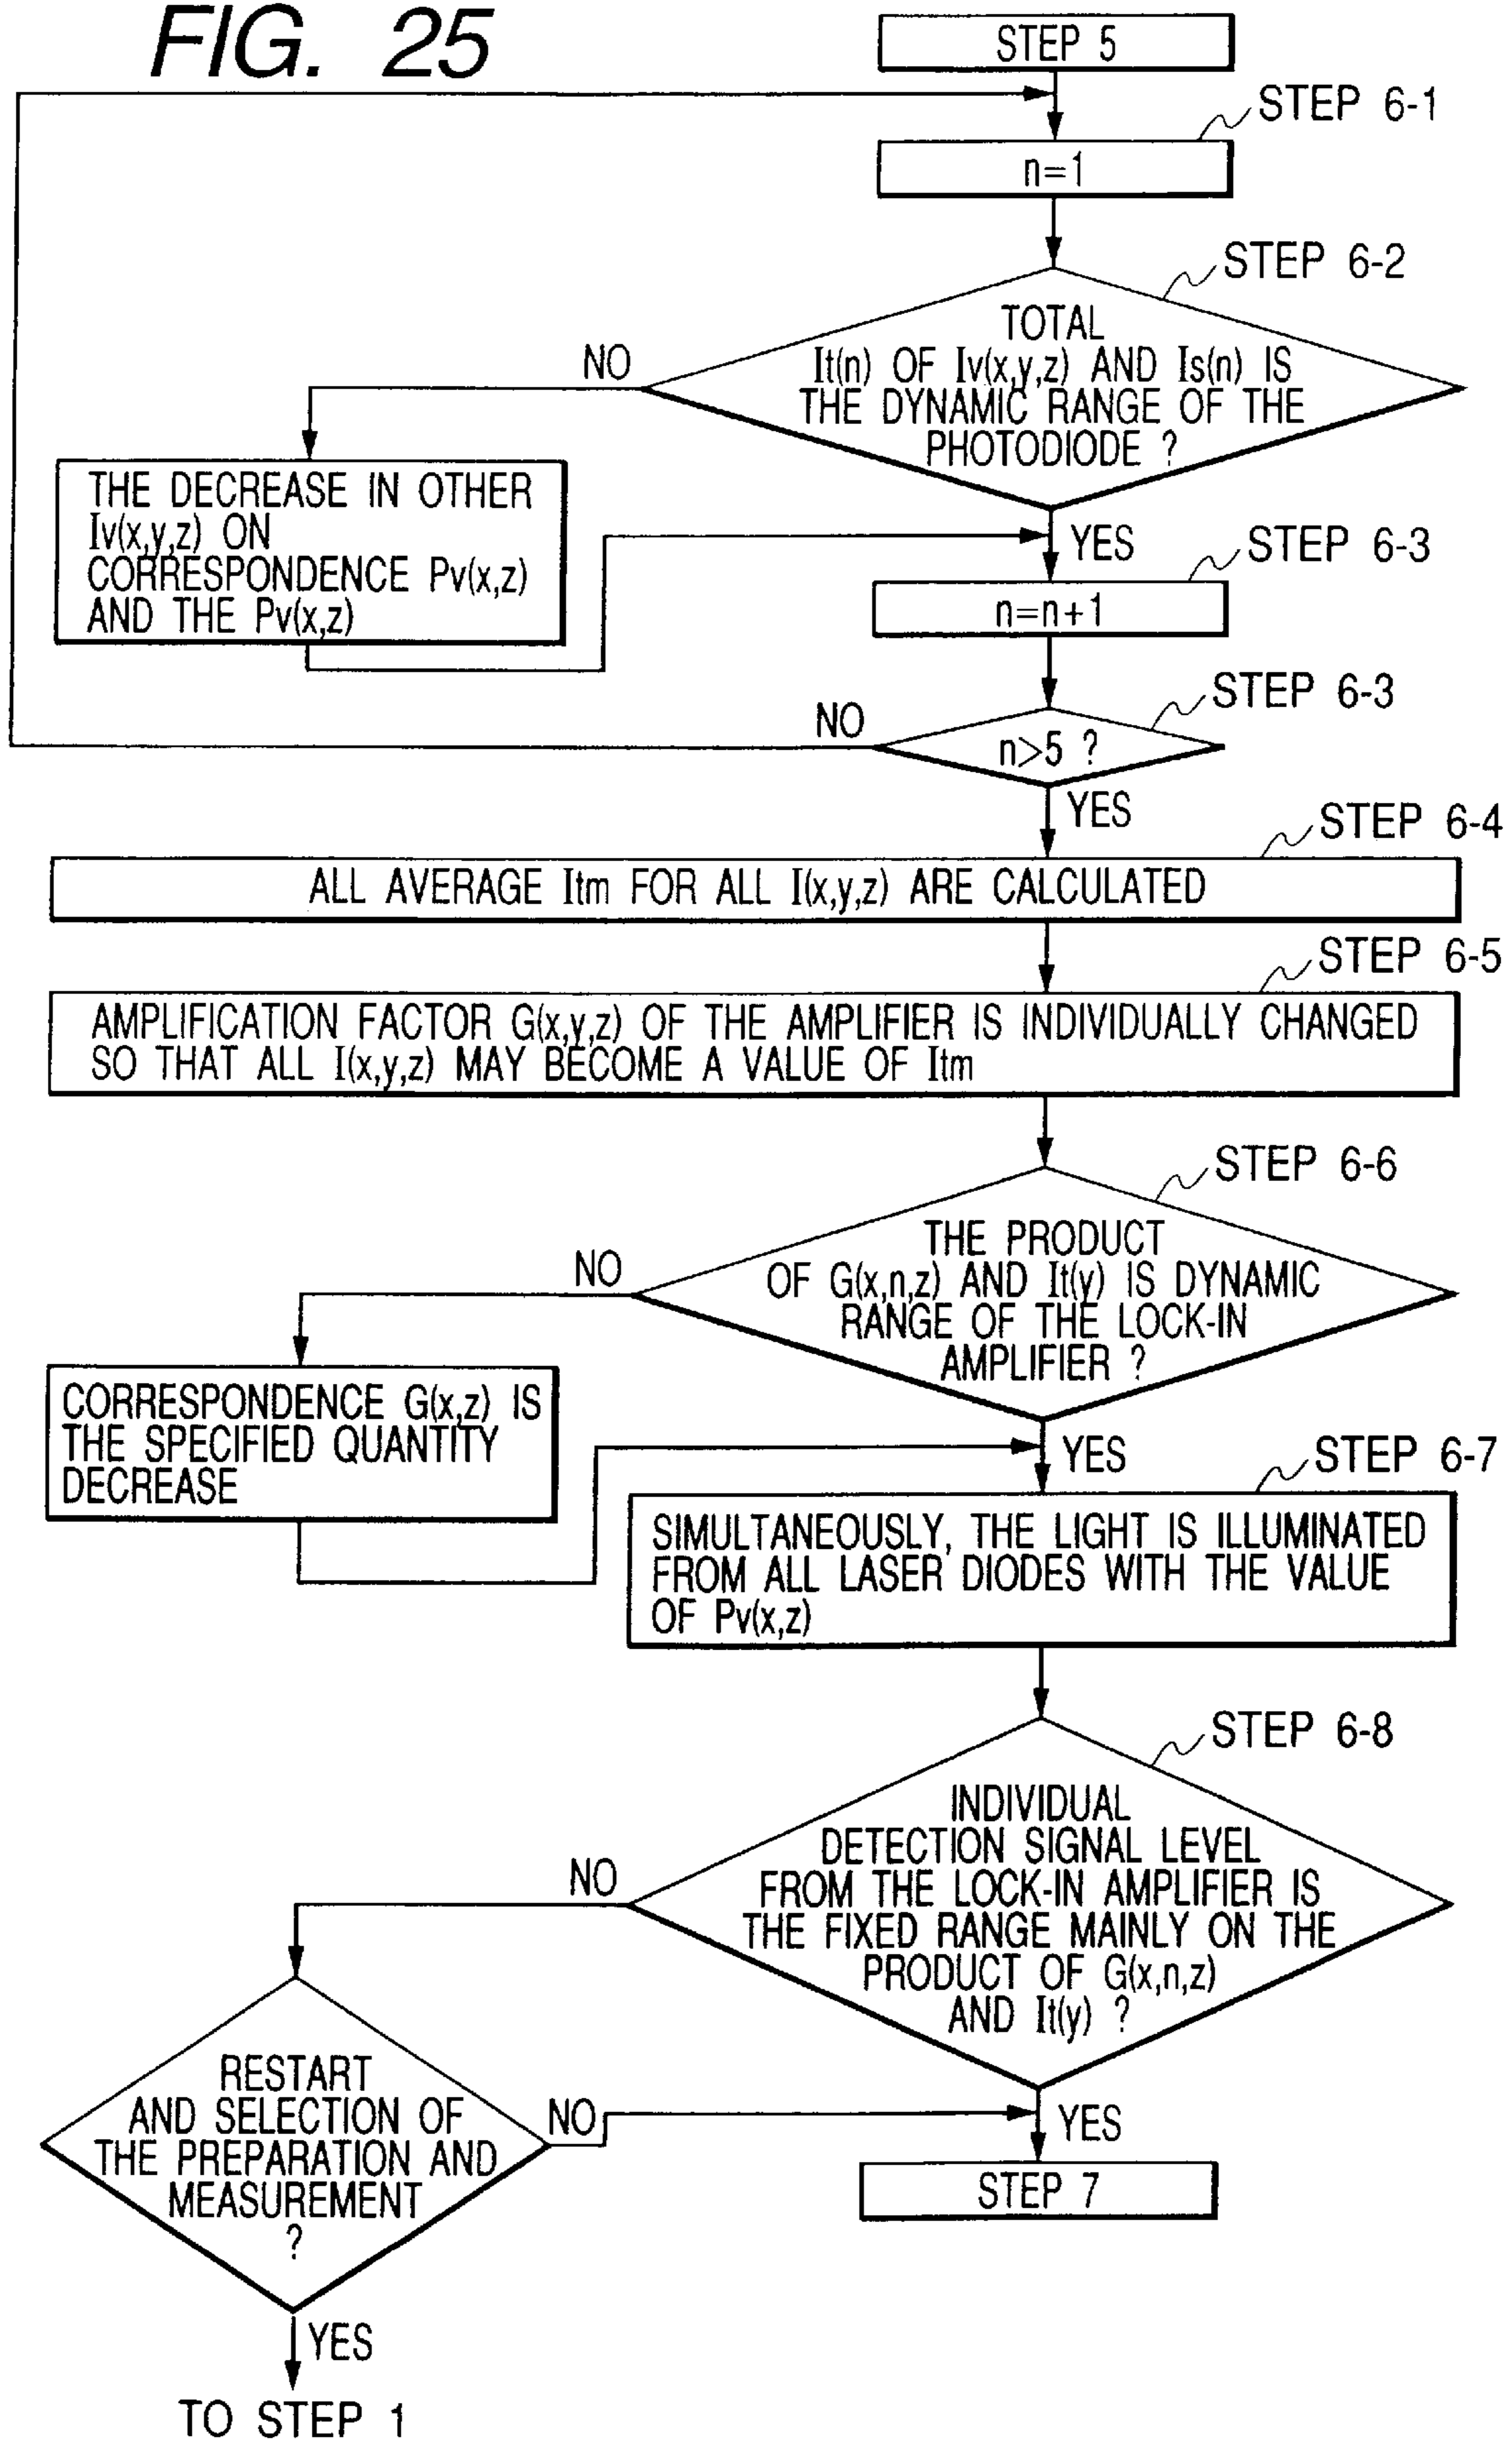 FIG. 25
STEP 5
STEP 6-1
n=1
STEP 6-2
TOTAL
It(n) OF Iv(x,y,z) AND Is(n) IS
THE DYNAMIC RANGE OF THE
PHOTODIODE ?
NO
THE DECREASE IN OTHER
Iv(x,y,z) ON
CORRESPONDENCE Pv(x,z)
AND THE Pv(x,z)
YES
STEP 6-3
n=n+1
STEP 6-3
NO
n>5 ?
YES
STEP 6-4
ALL AVERAGE Itm FOR ALL I(x,y,z) ARE CALCULATED
STEP 6-5
AMPLIFICATION FACTOR G(x,y,z) OF THE AMPLIFIER IS INDIVIDUALLY CHANGED
SO THAT ALL I(x,y,z) MAY BECOME A VALUE OF Itm
STEP 6-6
THE PRODUCT
OF G(x,n,z) AND It(y) IS DYNAMIC
RANGE OF THE LOCK-IN
AMPLIFIER ?
NO
CORRESPONDENCE G(x,z) IS
THE SPECIFIED QUANTITY
DECREASE
YES
STEP 6-7
SIMULTANEOUSLY, THE LIGHT IS ILLUMINATED
FROM ALL LASER DIODES WITH THE VALUE
OF Pv(x,z)
STEP 6-8
INDIVIDUAL
DETECTION SIGNAL LEVEL
FROM THE LOCK-IN AMPLIFIER IS
THE FIXED RANGE MAINLY ON THE
PRODUCT OF G(x,n,z)
AND It(y) ?
NO
RESTART
AND SELECTION OF
THE PREPARATION AND
MEASUREMENT
?
NO
YES
STEP 7
YES
TO STEP 1